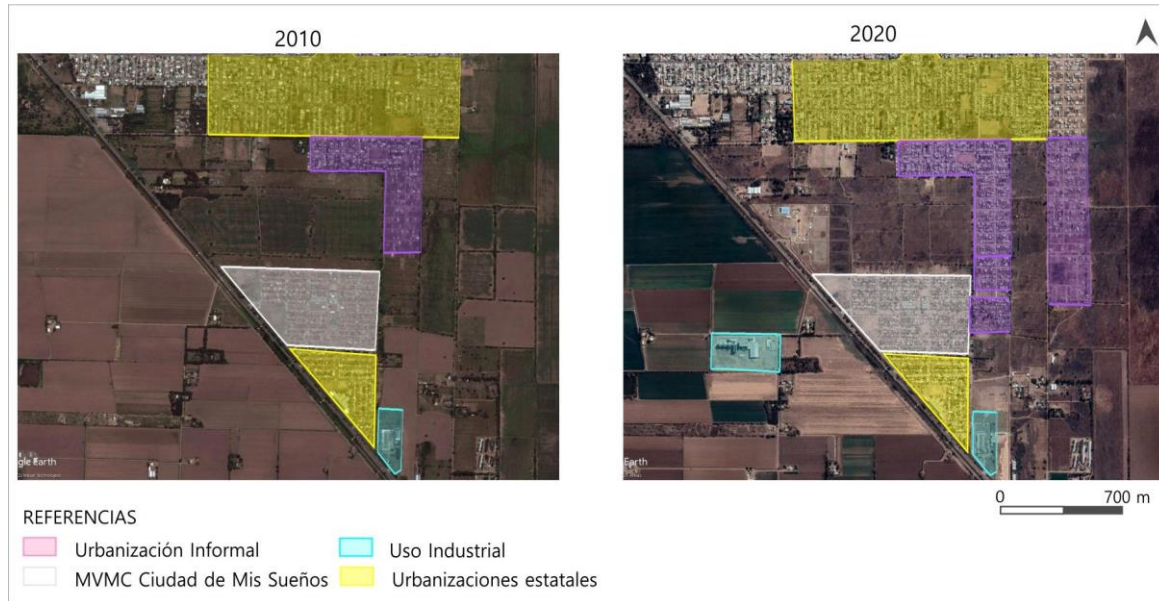 2010
2020
gle Earth
Earth
0 700 m
REFERENCIAS
Urbanización Informal
Uso Industrial
MVMC Ciudad de Mis Sueños
Urbanizaciones estatales